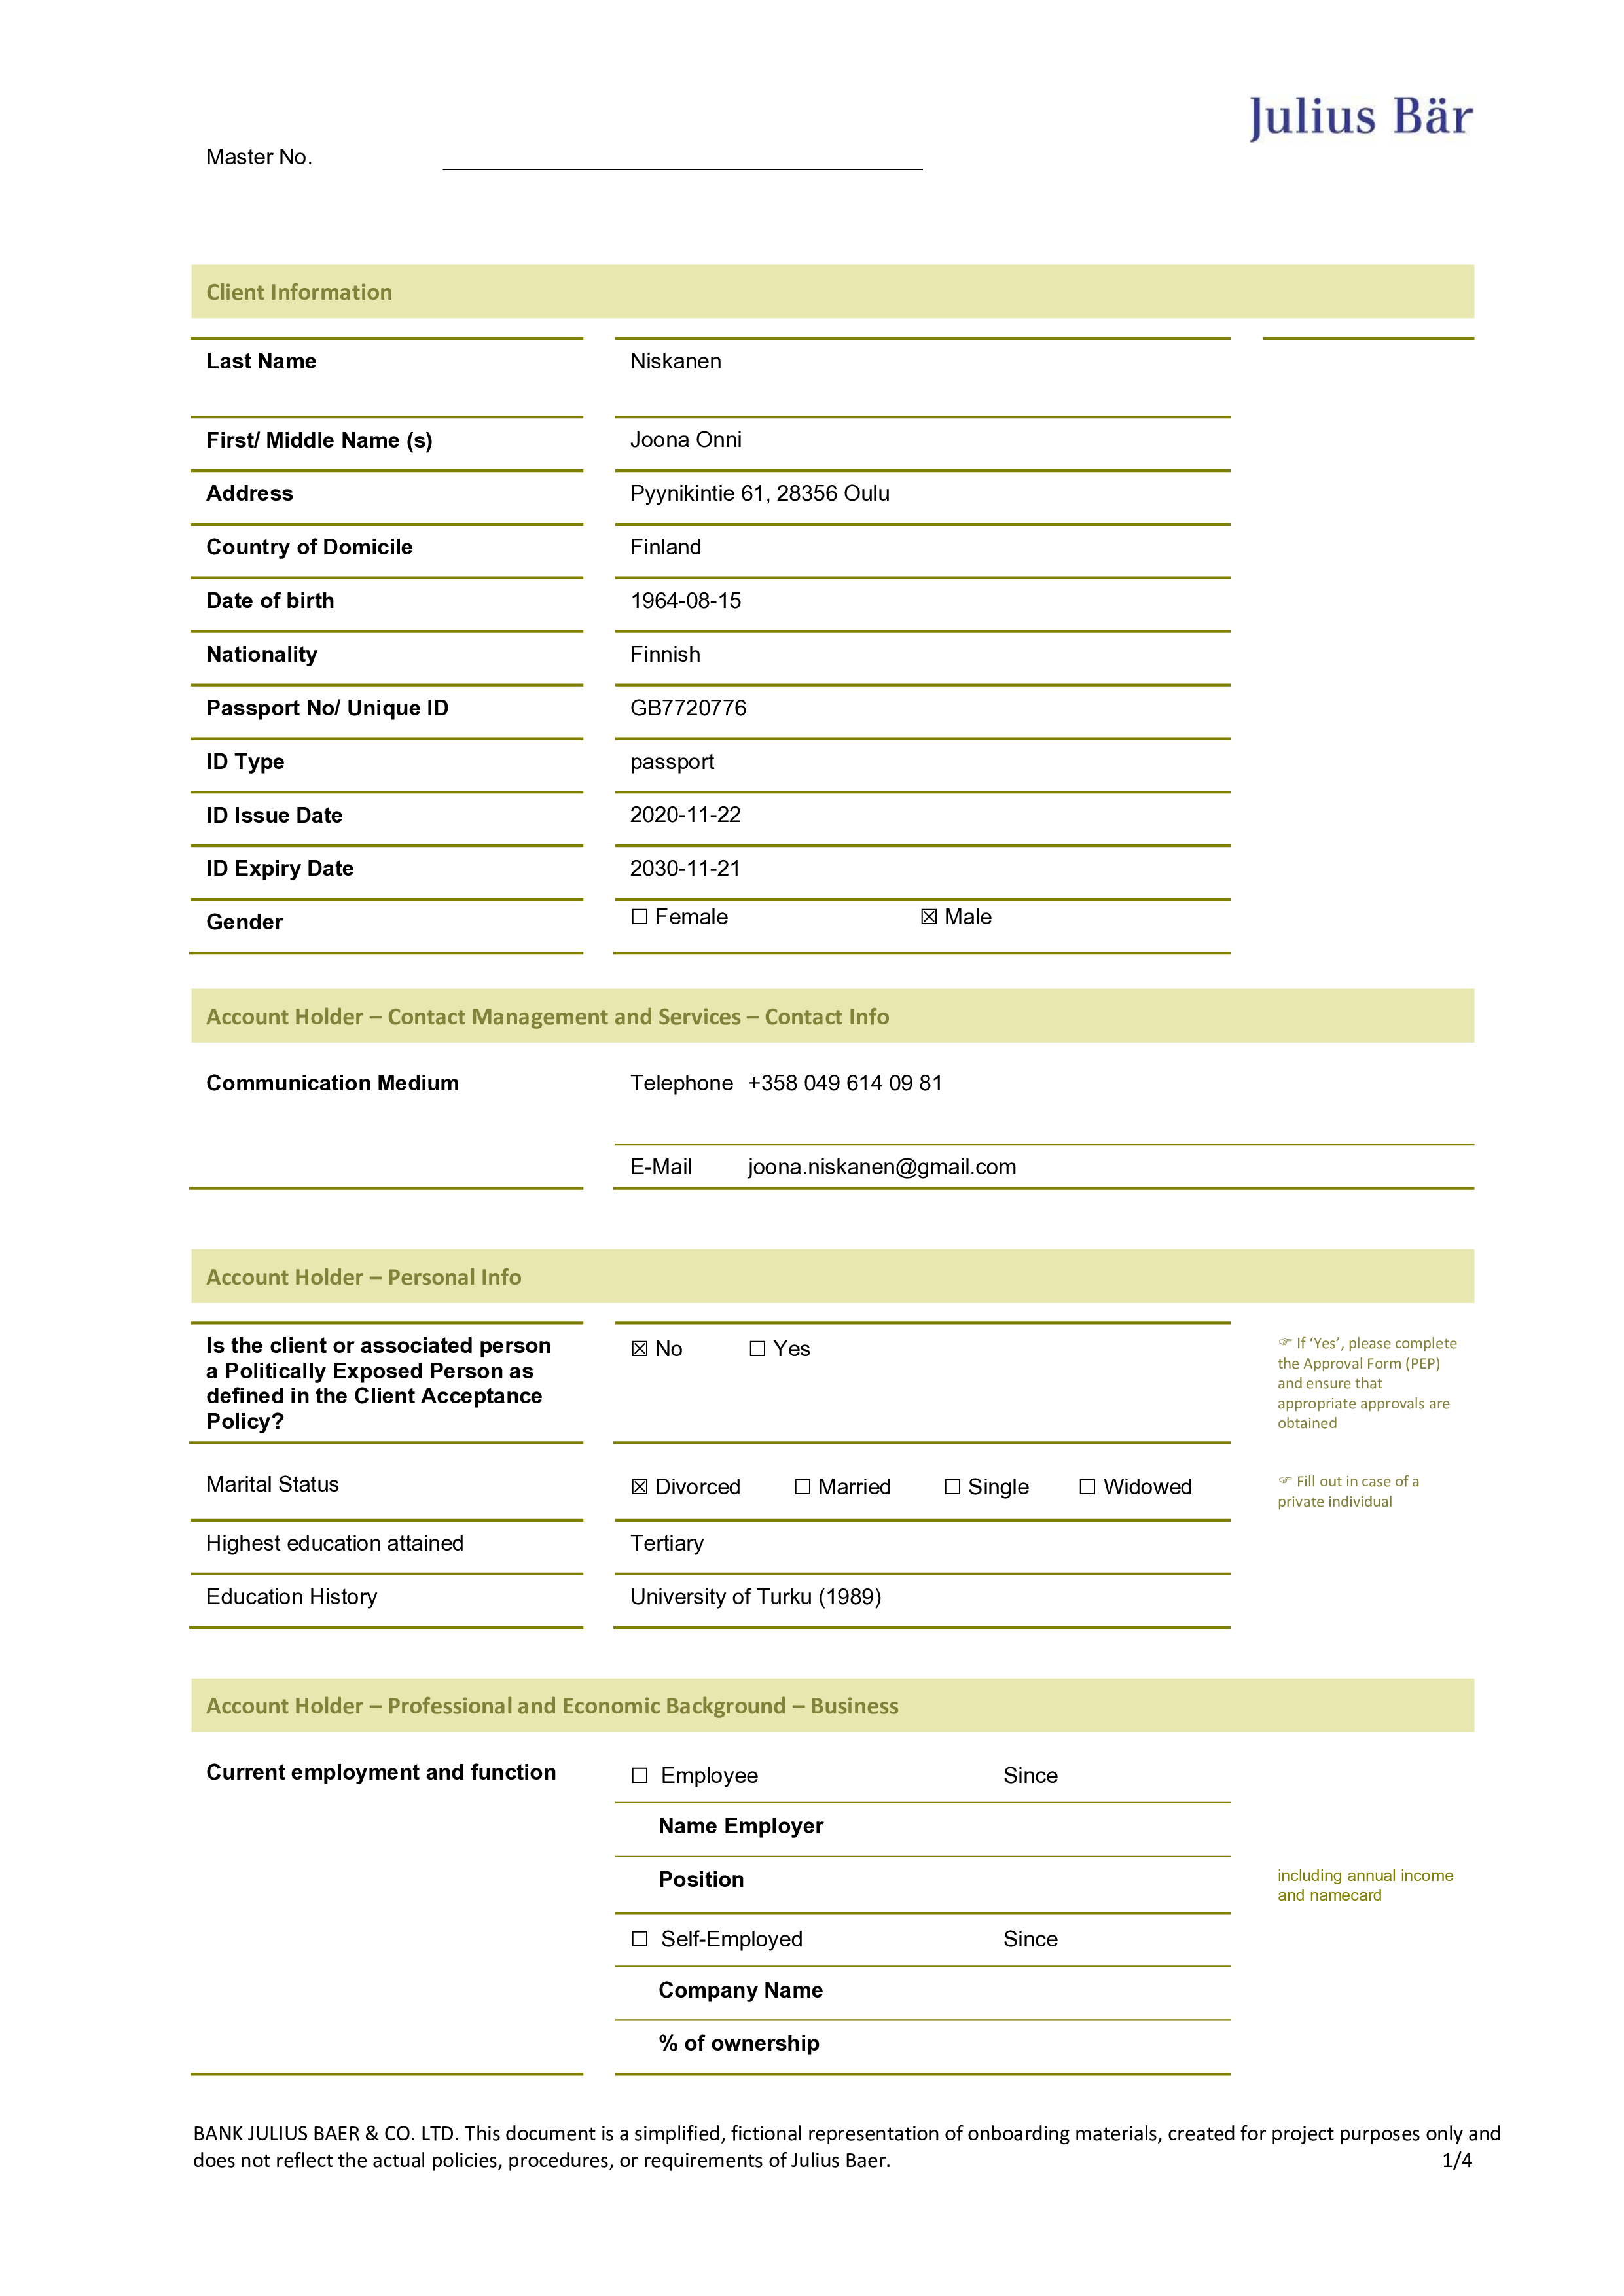 Julius Bär
Master No.
Client Information
Last Name Niskanen
First/ Middle Name (s) Joona Onni
Address Pyynikintie 61, 28356 Oulu
Country of Domicile Finland
Date of birth 1964-08-15
Nationality Finnish
Passport No/ Unique ID GB7720776
ID Type passport
ID Issue Date 2020-11-22
ID Expiry Date 2030-11-21
Gender ☐ Female ☒ Male
Account Holder – Contact Management and Services – Contact Info
Communication Medium Telephone +358 049 614 09 81
E-Mail joona.niskanen@gmail.com
Account Holder – Personal Info
Is the client or associated person
a Politically Exposed Person as
defined in the Client Acceptance
Policy?
☒ No ☐ Yes
☞ If ‘Yes’, please complete
the Approval Form (PEP)
and ensure that
appropriate approvals are
obtained
Marital Status ☒ Divorced ☐ Married ☐ Single ☐ Widowed
☞ Fill out in case of a
private individual
Highest education attained Tertiary
Education History University of Turku (1989)
Account Holder – Professional and Economic Background – Business
Current employment and function ☐ Employee Since
Name Employer
Position
including annual income
and namecard
☐ Self-Employed Since
Company Name
% of ownership
BANK JULIUS BAER & CO. LTD. This document is a simplified, fictional representation of onboarding materials, created for project purposes only and
does not reflect the actual policies, procedures, or requirements of Julius Baer. 1/4